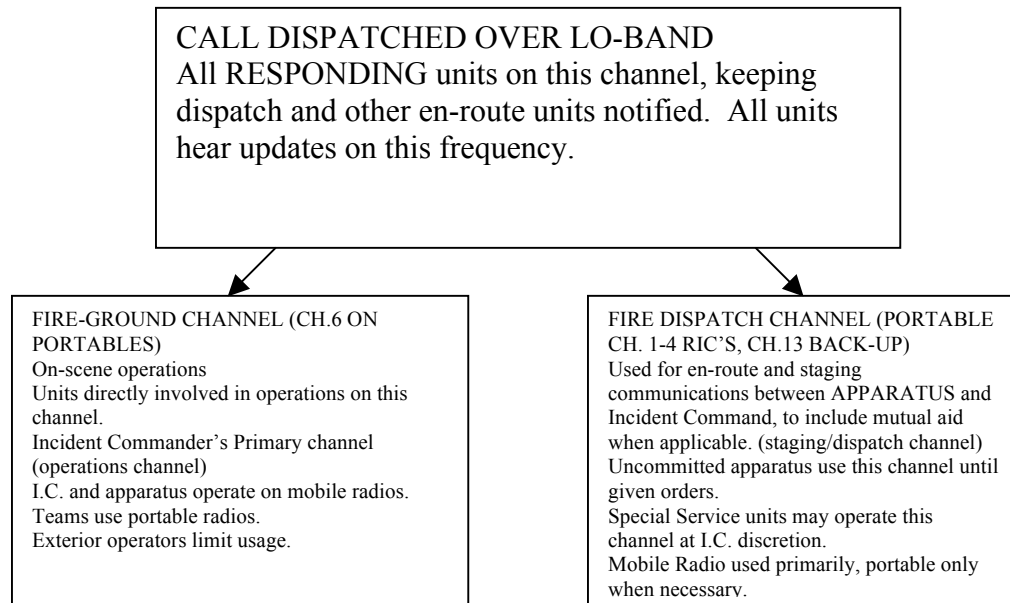 CALL DISPATCHED OVER LO-BAND
All RESPONDING units on this channel, keeping
dispatch and other en-route units notified.  All units
hear updates on this frequency.
FIRE-GROUND CHANNEL (CH.6 ON
PORTABLES)
On-scene operations
Units directly involved in operations on this
channel.
Incident Commander's Primary channel
(operations channel)
I.C. and apparatus operate on mobile radios.
Teams use portable radios.
Exterior operators limit usage.
FIRE DISPATCH CHANNEL (PORTABLE
CH. 1-4 RIC'S, CH.13 BACK-UP)
Used for en-route and staging
communications between APPARATUS and
Incident Command, to include mutual aid
when applicable. (staging/dispatch channel)
Uncommitted apparatus use this channel until
given orders.
Special Service units may operate this
channel at I.C. discretion.
Mobile Radio used primarily, portable only
when necessary.